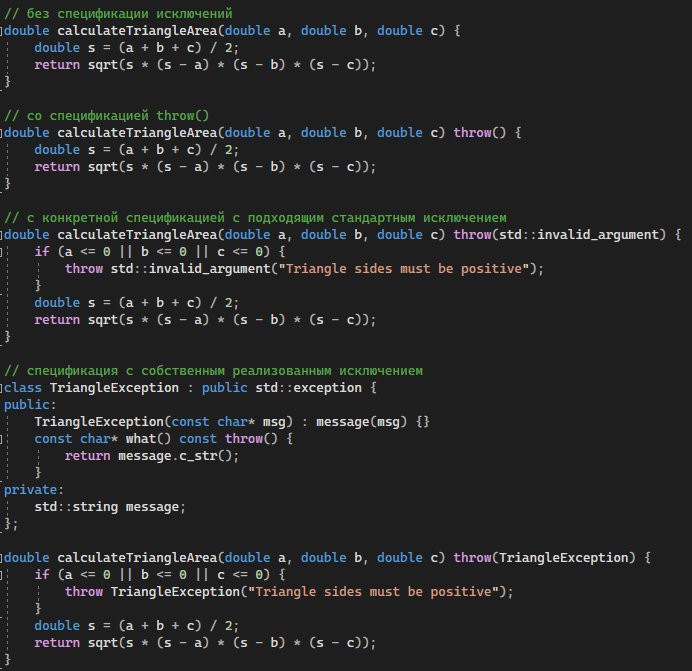 // без спецификации исключений
double calculateTriangleArea(double a, double b, double c) {
    double s = (a + b + c) / 2;
    return sqrt(s * (s - a) * (s - b) * (s - c));
}

// со спецификацией throw()
double calculateTriangleArea(double a, double b, double c) throw() {
    double s = (a + b + c) / 2;
    return sqrt(s * (s - a) * (s - b) * (s - c));
}

// с конкретной спецификацией с подходящим стандартным исключением
double calculateTriangleArea(double a, double b, double c) throw(std::invalid_argument) {
    if (a <= 0 || b <= 0 || c <= 0) {
        throw std::invalid_argument("Triangle sides must be positive");
    }
    double s = (a + b + c) / 2;
    return sqrt(s * (s - a) * (s - b) * (s - c));
}

// спецификация с собственным реализованным исключением
class TriangleException : public std::exception {
public:
    TriangleException(const char* msg) : message(msg) {}
    const char* what() const throw() {
        return message.c_str();
    }
private:
    std::string message;
};

double calculateTriangleArea(double a, double b, double c) throw(TriangleException) {
    if (a <= 0 || b <= 0 || c <= 0) {
        throw TriangleException("Triangle sides must be positive");
    }
    double s = (a + b + c) / 2;
    return sqrt(s * (s - a) * (s - b) * (s - c));
}